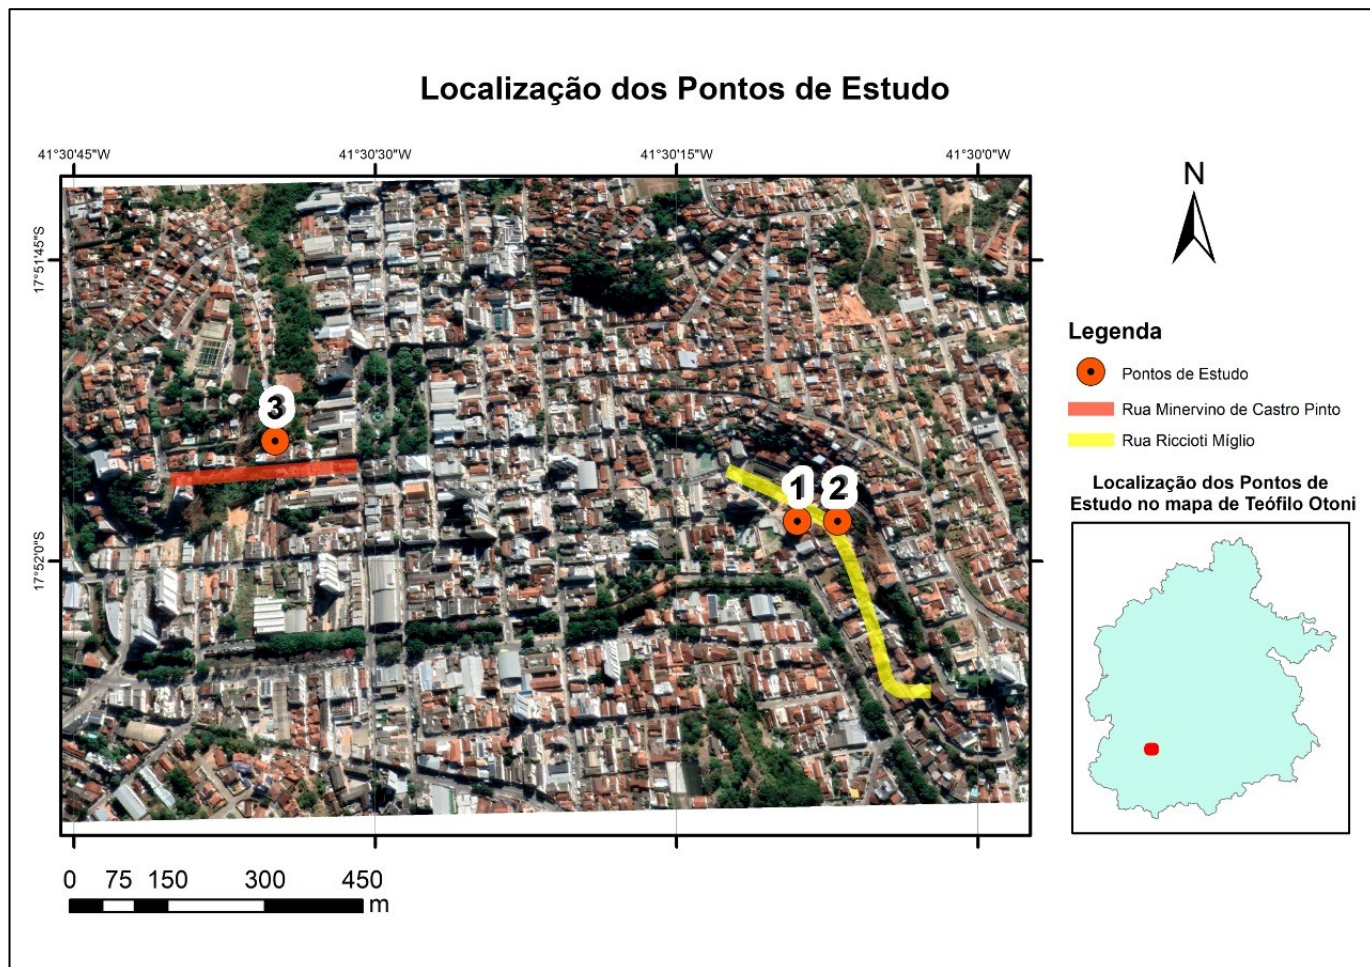 Localização dos Pontos de Estudo
41°30'45"W
41°30'30"W
41°30'15"W
41°30'0"W
17°51'45"S
17°52'0"S
3
1
2
N
Legenda
Pontos de Estudo
Rua Minervino de Castro Pinto
Rua Riccioti Míglio
Localização dos Pontos de
Estudo no mapa de Teófilo Otoni
0 75 150 300 450
m